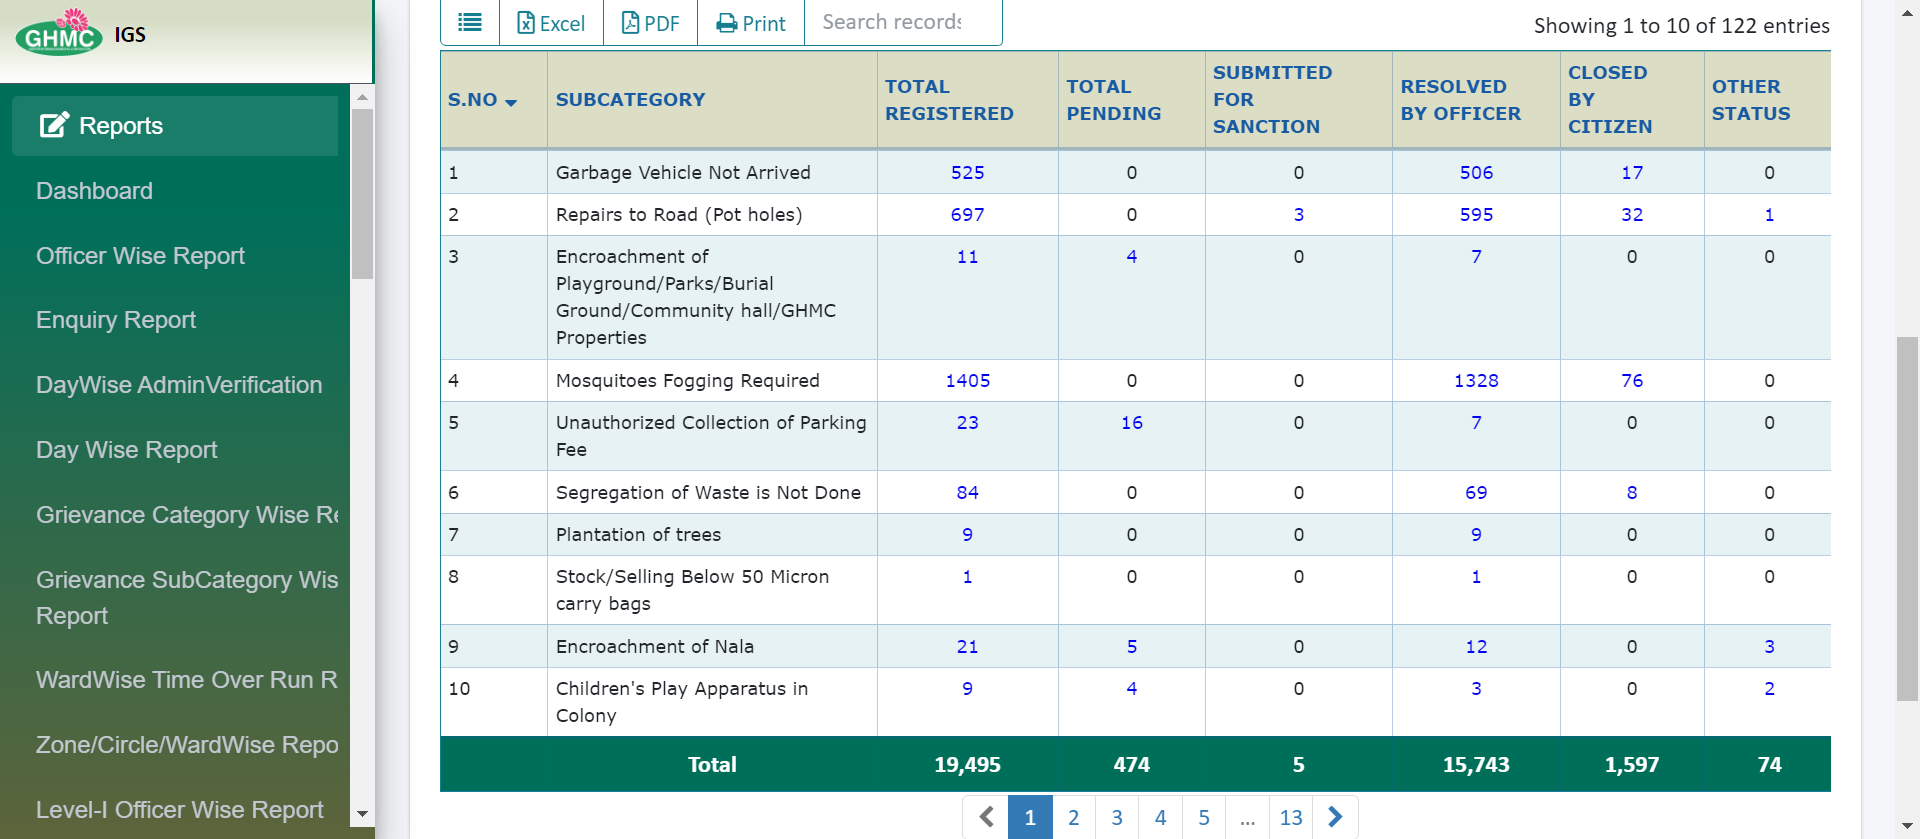 GHMC IGS
Reports
Dashboard
Officer Wise Report
Enquiry Report
DayWise AdminVerification
Day Wise Report
Grievance Category Wise Re
Grievance SubCategory Wis
Report
WardWise Time Over Run R
Zone/Circle/WardWise Repo
Level-I Officer Wise Report
Excel PDF Print Search records
Showing 1 to 10 of 122 entries
S.NO SUBCATEGORY TOTAL REGISTERED TOTAL PENDING SUBMITTED FOR SANCTION RESOLVED BY OFFICER CLOSED BY CITIZEN OTHER STATUS
1 Garbage Vehicle Not Arrived 525 0 0 506 17 0
2 Repairs to Road (Pot holes) 697 0 3 595 32 1
3 Encroachment of 11 4 0 7 0 0
Playground/Parks/Burial
Ground/Community hall/GHMC
Properties
4 Mosquitoes Fogging Required 1405 0 0 1328 76 0
5 Unauthorized Collection of Parking 23 16 0 7 0 0
Fee
6 Segregation of Waste is Not Done 84 0 0 69 8 0
7 Plantation of trees 9 0 0 9 0 0
8 Stock/Selling Below 50 Micron 1 0 0 1 0 0
carry bags
9 Encroachment of Nala 21 5 0 12 0 3
10 Children's Play Apparatus in 9 4 0 3 0 2
Colony
Total 19,495 474 5 15,743 1,597 74
1 2 3 4 5 ... 13